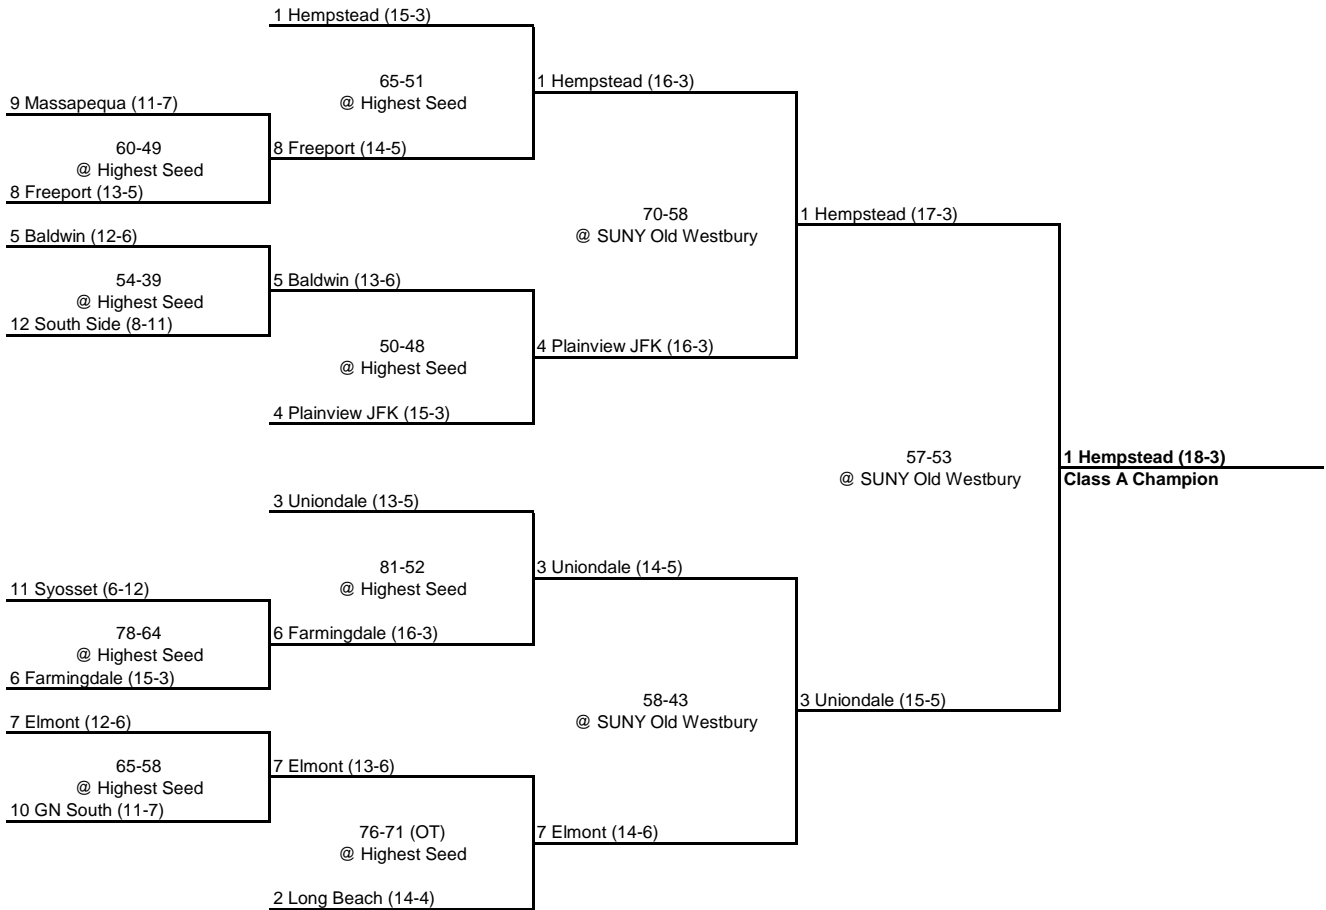 1 Hempstead (15-3)
65-51
@ Highest Seed
1 Hempstead (16-3)
9 Massapequa (11-7)
60-49
@ Highest Seed
8 Freeport (14-5)
8 Freeport (13-5)
70-58
@ SUNY Old Westbury
1 Hempstead (17-3)
5 Baldwin (12-6)
54-39
@ Highest Seed
5 Baldwin (13-6)
12 South Side (8-11)
50-48
@ Highest Seed
4 Plainview JFK (16-3)
4 Plainview JFK (15-3)
57-53
@ SUNY Old Westbury
1 Hempstead (18-3)
Class A Champion
3 Uniondale (13-5)
81-52
@ Highest Seed
3 Uniondale (14-5)
11 Syosset (6-12)
78-64
@ Highest Seed
6 Farmingdale (16-3)
6 Farmingdale (15-3)
58-43
@ SUNY Old Westbury
3 Uniondale (15-5)
7 Elmont (12-6)
65-58
@ Highest Seed
7 Elmont (13-6)
10 GN South (11-7)
76-71 (OT)
@ Highest Seed
7 Elmont (14-6)
2 Long Beach (14-4)